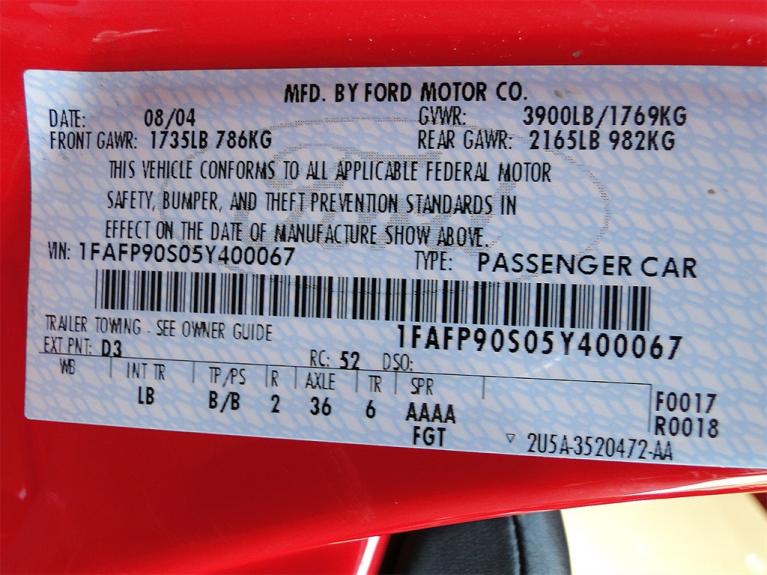 MFD. BY FORD MOTOR CO.
DATE: 08/04 GVWR: 3900LB/1769KG
FRONT GAWR: 1735LB 786KG REAR GAWR: 2165LB 982KG
THIS VEHICLE CONFORMS TO ALL APPLICABLE FEDERAL MOTOR
SAFETY, BUMPER, AND THEFT PREVENTION STANDARDS IN
EFFECT ON THE DATE OF MANUFACTURE SHOW ABOVE.
VIN: 1FAFP90S05Y400067 TYPE: PASSENGER CAR
TRAILER TOWING - SEE OWNER GUIDE 1FAFP90S05Y400067
EXT PNT: D3 RC: 52 DSO:
WB INT TR TP/PS R AXLE TR SPR F0017
LB B/B 2 36 6 AAAA R0018
FGT ▽ 2U5A-3520472-AA